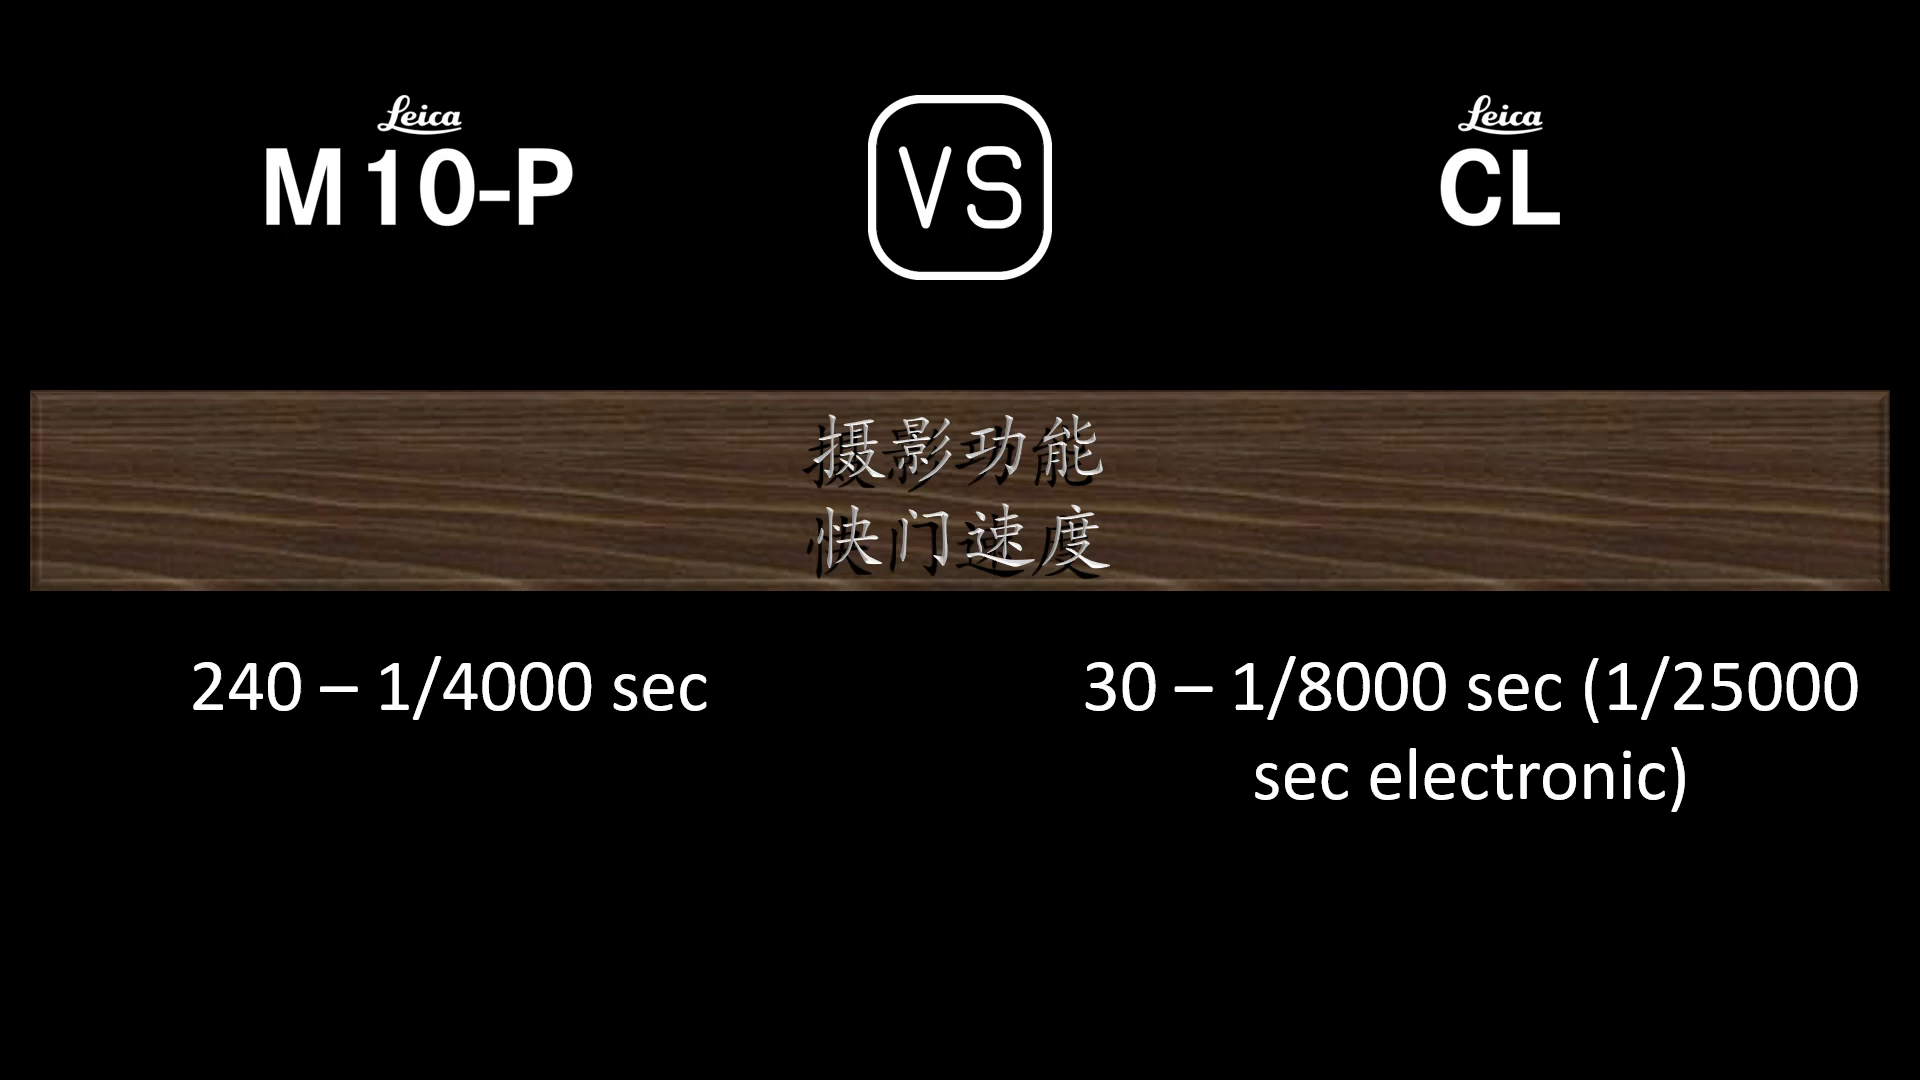 Leica
M10-P
VS
Leica
CL
摄影功能
快门速度
240 – 1/4000 sec
30 – 1/8000 sec (1/25000
sec electronic)